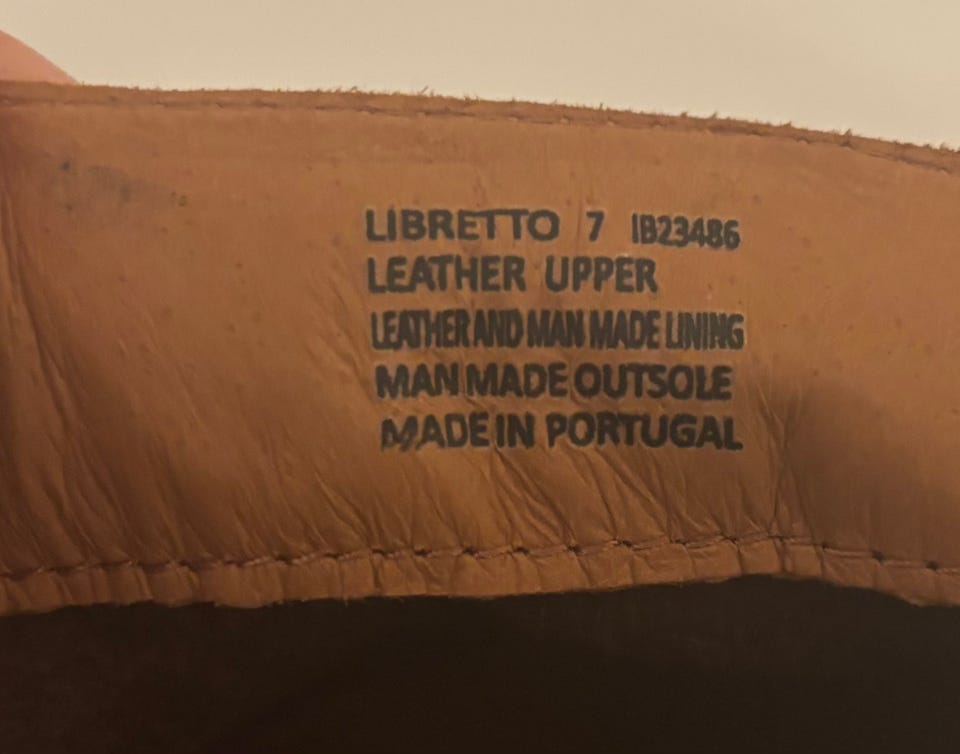 LIBRETTO 7 IB23486
LEATHER UPPER
LEATHER AND MAN MADE LINING
MAN MADE OUTSOLE
MADE IN PORTUGAL